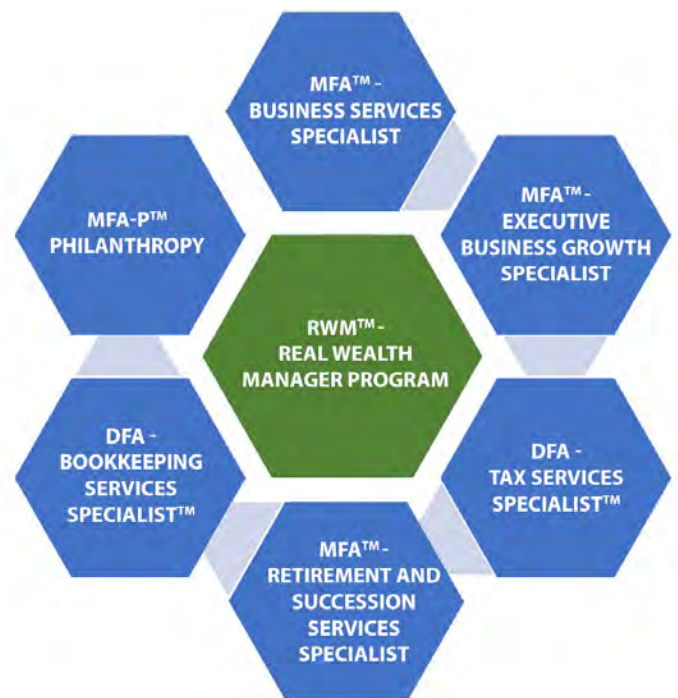 MFA™ -
BUSINESS SERVICES
SPECIALIST
MFA™ -
EXECUTIVE
BUSINESS GROWTH
SPECIALIST
MFA-P™
PHILANTHROPY
RWM™ -
REAL WEALTH
MANAGER PROGRAM
DFA -
BOOKKEEPING
SERVICES
SPECIALIST™
DFA -
TAX SERVICES
SPECIALIST™
MFA™ -
RETIREMENT AND
SUCCESSION
SERVICES
SPECIALIST